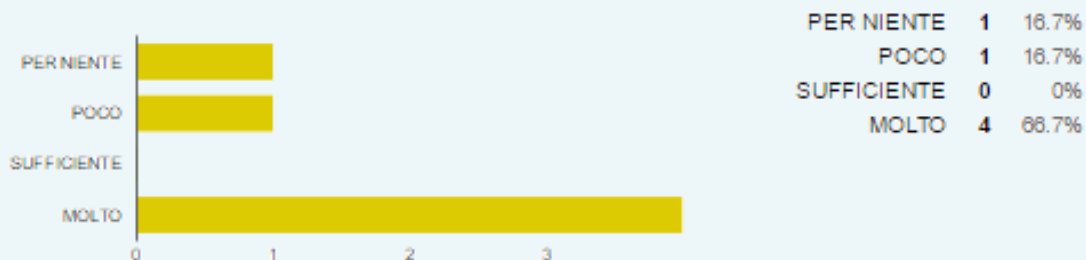 PER NIENTE
POCO
SUFFICIENTE
MOLTO
0 1 2 3
PER NIENTE 1 16.7%
POCO 1 16.7%
SUFFICIENTE 0 0%
MOLTO 4 66.7%